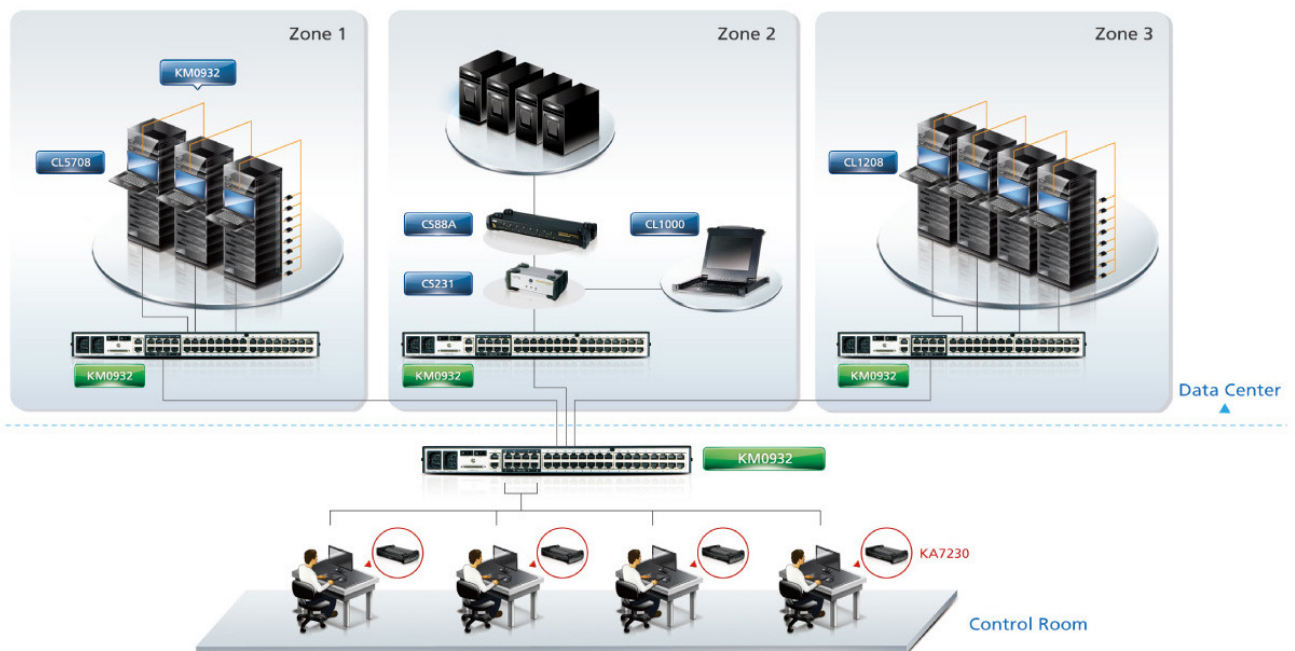 Zone 1
Zone 2
Zone 3
KM0932
CL5708
CS88A
CL1000
CL1208
CS231
KM0932
KM0932
KM0932
Data Center
KM0932
KA7230
Control Room